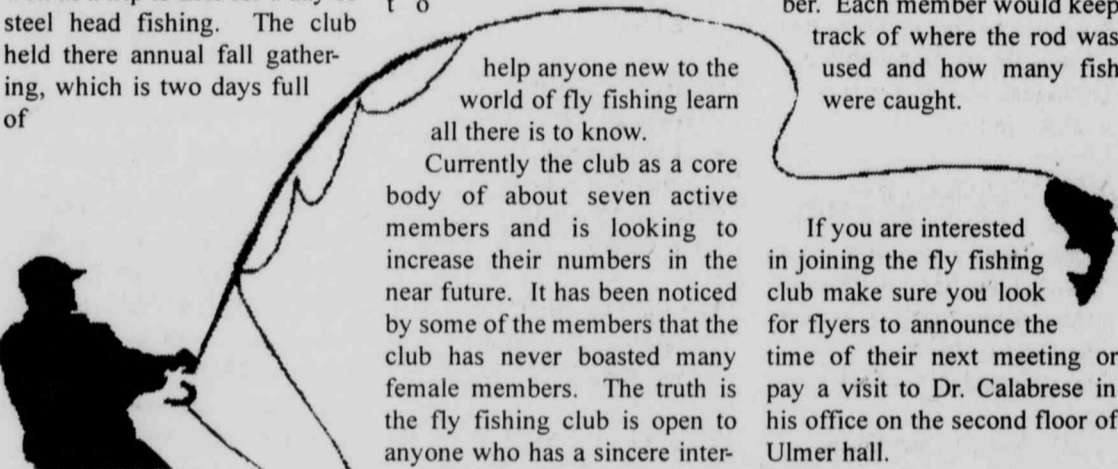 steel head fishing. The club
held there annual fall gather-
ing, which is two days full
of
t o
help anyone new to the
world of fly fishing learn
all there is to know.
Currently the club as a core
body of about seven active
members and is looking to
increase their numbers in the
near future. It has been noticed
by some of the members that the
club has never boasted many
female members. The truth is
the fly fishing club is open to
anyone who has a sincere inter-
ber. Each member would keep
track of where the rod was
used and how many fish
were caught.
If you are interested
in joining the fly fishing
club make sure you look
for flyers to announce the
time of their next meeting or
pay a visit to Dr. Calabrese in
his office on the second floor of
Ulmer hall.